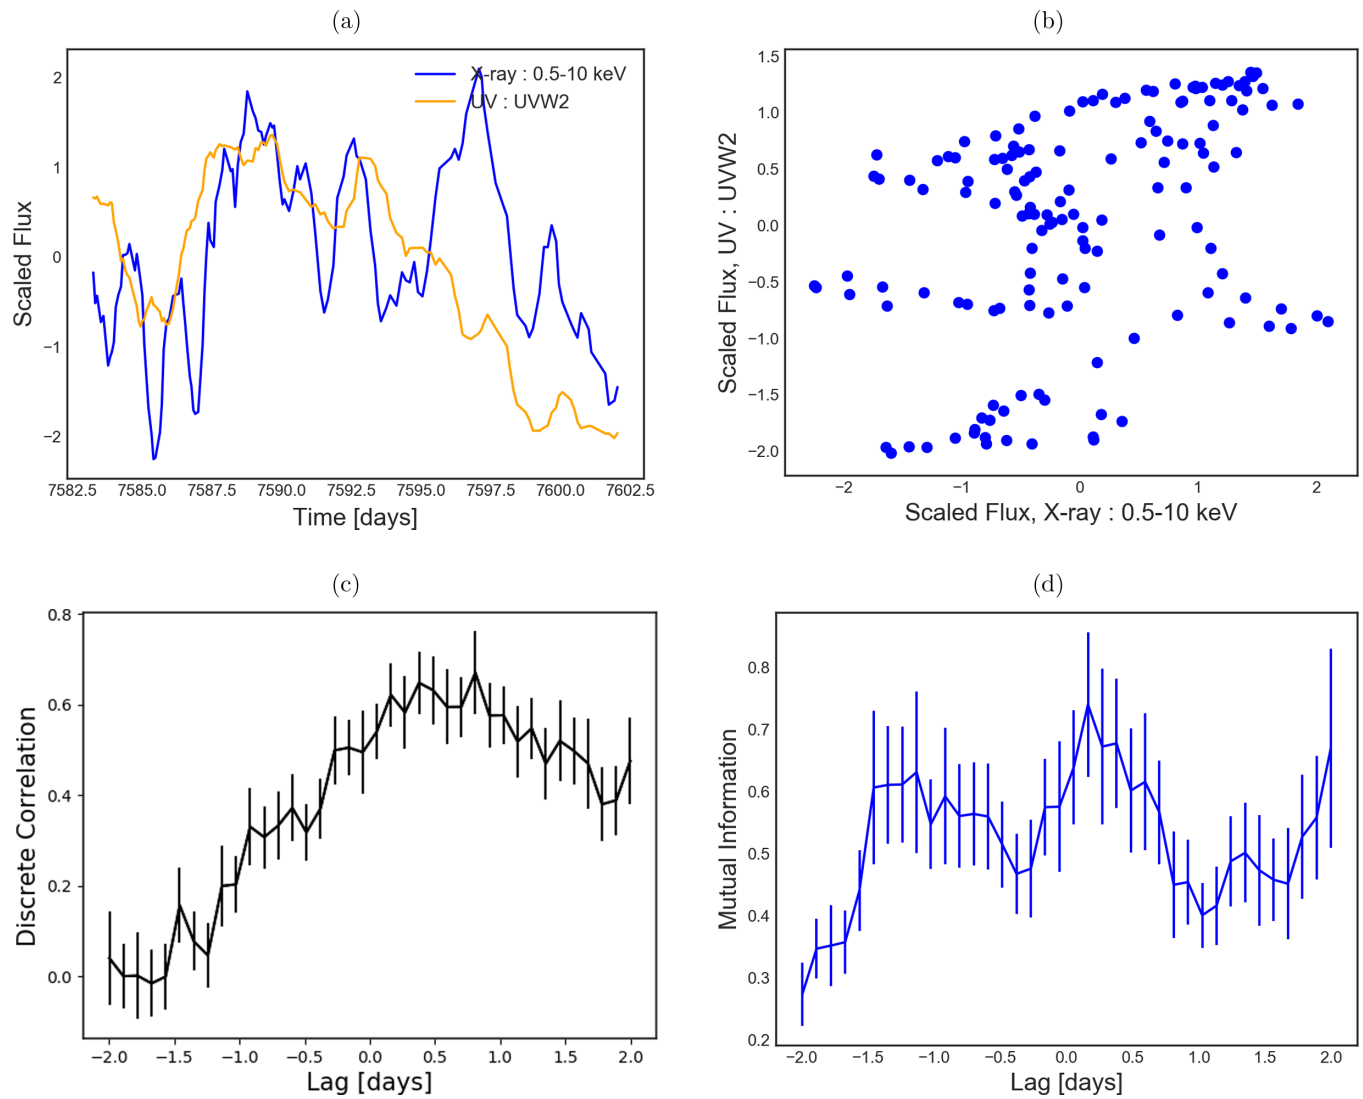 (a)
X-ray : 0.5-10 keV
UV : UVW2
2
1
0
−1
−2
Scaled Flux
7582.5 7585.0 7587.5 7590.0 7592.5 7595.0 7597.5 7600.0 7602.5
Time [days]
(b)
1.5
1.0
0.5
0.0
−0.5
−1.0
−1.5
−2.0
Scaled Flux, UV : UVW2
−2 −1 0 1 2
Scaled Flux, X-ray : 0.5-10 keV
(c)
0.8
0.6
0.4
0.2
0.0
Discrete Correlation
−2.0 −1.5 −1.0 −0.5 0.0 0.5 1.0 1.5 2.0
Lag [days]
(d)
0.8
0.7
0.6
0.5
0.4
0.3
0.2
Mutual Information
−2.0 −1.5 −1.0 −0.5 0.0 0.5 1.0 1.5 2.0
Lag [days]